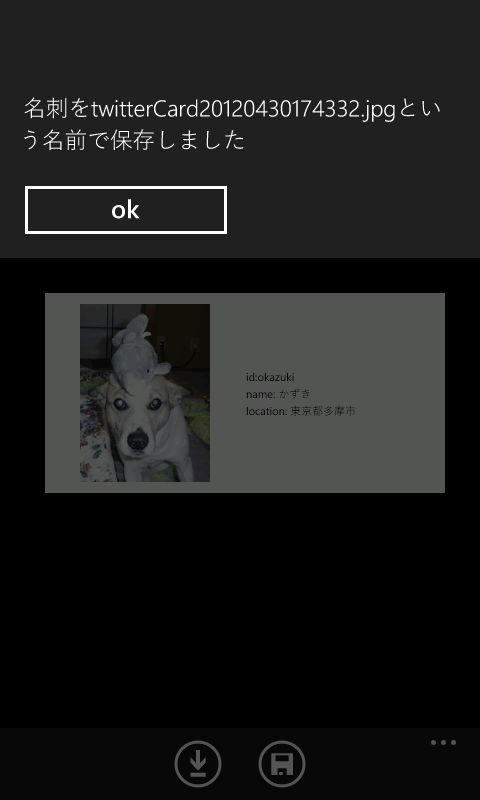 名刺をtwitterCard20120430174332.jpgとい
う名前で保存しました
ok
id:okazuki
name: かずき
location: 東京都多摩市